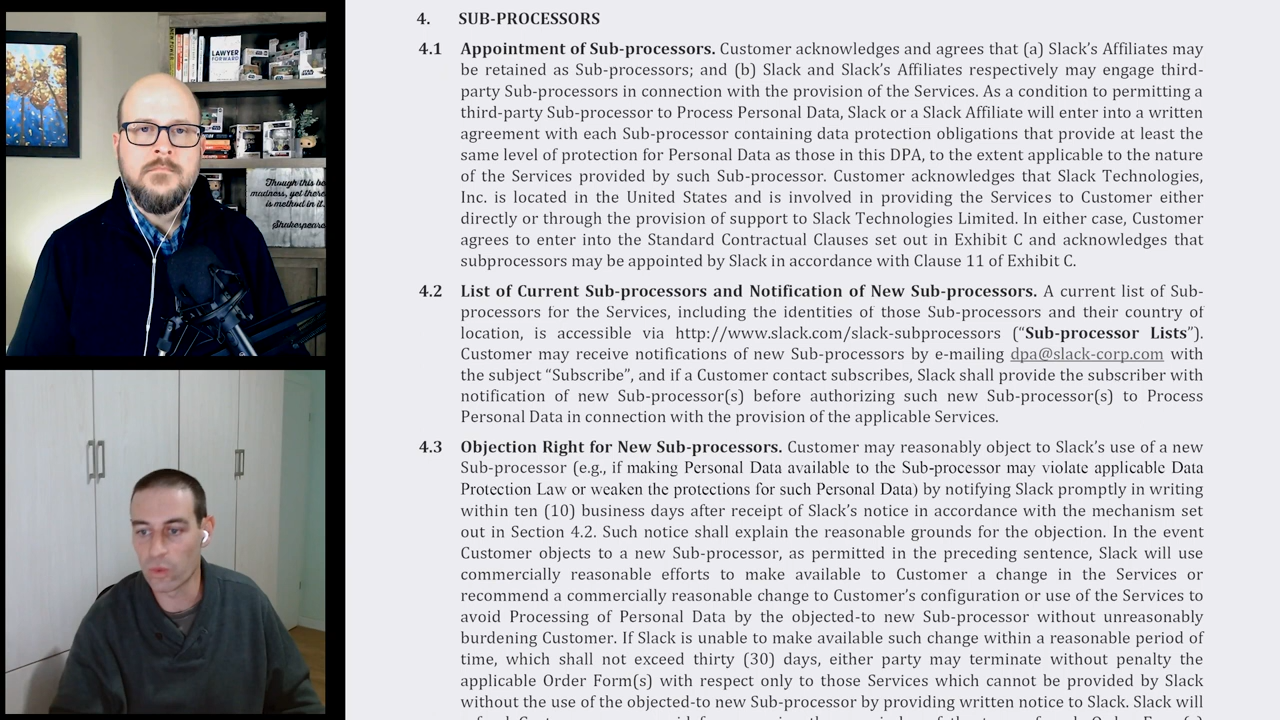 LAWYER
FORWARD
Though this be
madness, yet there
is method in it.
Shakespeare
4. SUB-PROCESSORS
4.1 Appointment of Sub-processors. Customer acknowledges and agrees that (a) Slack's Affiliates may
be retained as Sub-processors; and (b) Slack and Slack's Affiliates respectively may engage third-
party Sub-processors in connection with the provision of the Services. As a condition to permitting a
third-party Sub-processor to Process Personal Data, Slack or a Slack Affiliate will enter into a written
agreement with each Sub-processor containing data protection obligations that provide at least the
same level of protection for Personal Data as those in this DPA, to the extent applicable to the nature
of the Services provided by such Sub-processor. Customer acknowledges that Slack Technologies,
Inc. is located in the United States and is involved in providing the Services to Customer either
directly or through the provision of support to Slack Technologies Limited. In either case, Customer
agrees to enter into the Standard Contractual Clauses set out in Exhibit C and acknowledges that
subprocessors may be appointed by Slack in accordance with Clause 11 of Exhibit C.
4.2 List of Current Sub-processors and Notification of New Sub-processors. A current list of Sub-
processors for the Services, including the identities of those Sub-processors and their country of
location, is accessible via http://www.slack.com/slack-subprocessors (“Sub-processor Lists”).
Customer may receive notifications of new Sub-processors by e-mailing dpa@slack-corp.com with
the subject “Subscribe”, and if a Customer contact subscribes, Slack shall provide the subscriber with
notification of new Sub-processor(s) before authorizing such new Sub-processor(s) to Process
Personal Data in connection with the provision of the applicable Services.
4.3 Objection Right for New Sub-processors. Customer may reasonably object to Slack's use of a new
Sub-processor (e.g., if making Personal Data available to the Sub-processor may violate applicable Data
Protection Law or weaken the protections for such Personal Data) by notifying Slack promptly in writing
within ten (10) business days after receipt of Slack's notice in accordance with the mechanism set
out in Section 4.2. Such notice shall explain the reasonable grounds for the objection. In the event
Customer objects to a new Sub-processor, as permitted in the preceding sentence, Slack will use
commercially reasonable efforts to make available to Customer a change in the Services or
recommend a commercially reasonable change to Customer's configuration or use of the Services to
avoid Processing of Personal Data by the objected-to new Sub-processor without unreasonably
burdening Customer. If Slack is unable to make available such change within a reasonable period of
time, which shall not exceed thirty (30) days, either party may terminate without penalty the
applicable Order Form(s) with respect only to those Services which cannot be provided by Slack
without the use of the objected-to new Sub-processor by providing written notice to Slack. Slack will